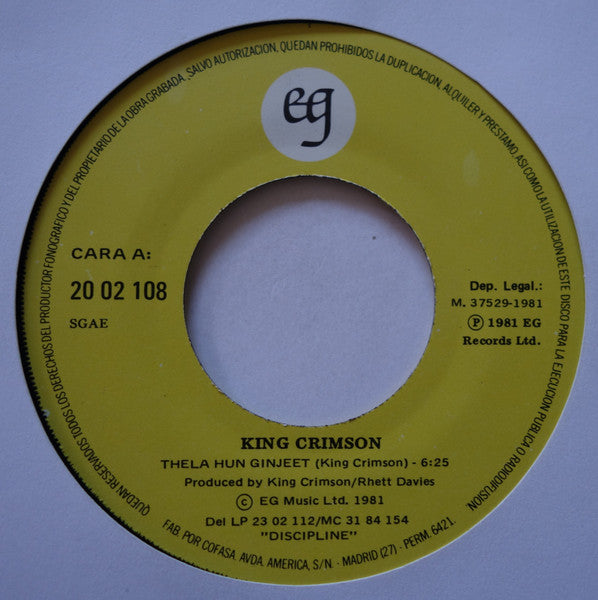 QUEDAN RESERVADOS TODOS LOS DERECHOS DEL PRODUCTOR FONOGRAFICO Y DEL PROPIETARIO DE LA OBRA GRABADA, SALVO AUTORIZACION, QUEDAN PROHIBIDOS LA DUPLICACION, ALQUILER Y PRESTAMO, ASI COMO LA UTILIZACION DE ESTE DISCO PARA LA EJECUCION PUBLICA O RADIODIFUSION.
eg
CARA A:
20 02 108
SGAE
Dep. Legal.:
M. 37529-1981
Ⓟ 1981 EG
Records Ltd.
KING CRIMSON
THELA HUN GINJEET (King Crimson) - 6:25
Produced by King Crimson/Rhett Davies
© EG Music Ltd. 1981
Del LP 23 02 112/MC 31 84 154
"DISCIPLINE"
FAB. POR COFASA. AVDA. AMERICA, S/N. - MADRID (27) - PERM. 6421.